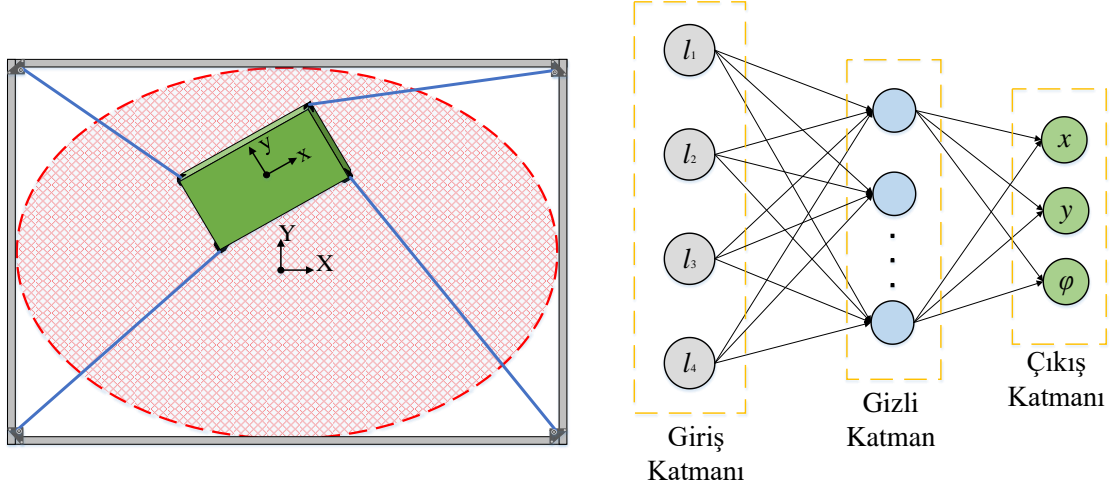 y
x
Y
X
l1
l2
l3
l4
x
y
φ
Giriş
Katmanı
Gizli
Katman
Çıkış
Katmanı